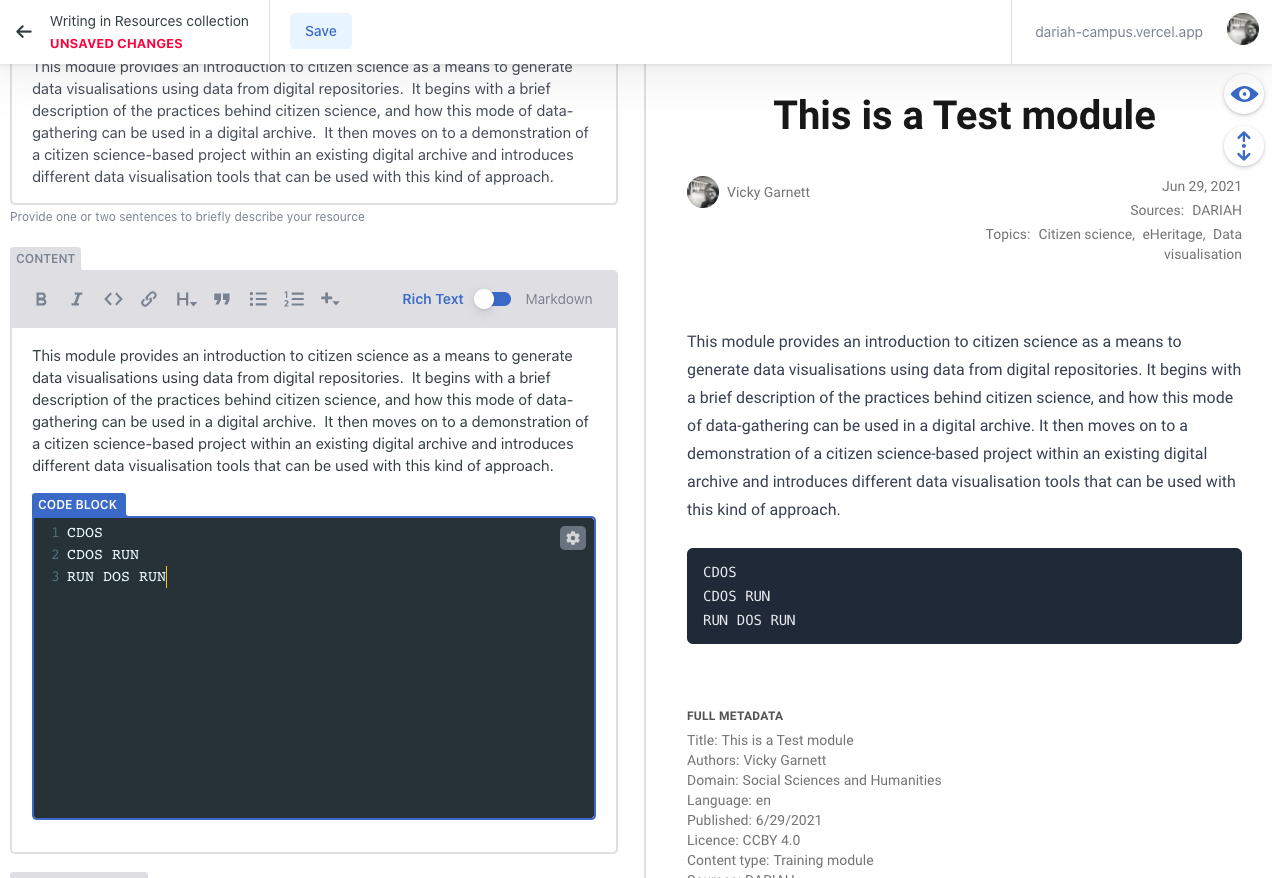 Writing in Resources collection
UNSAVED CHANGES
Save
dariah-campus.vercel.app
This module provides an introduction to citizen science as a means to generate
data visualisations using data from digital repositories.  It begins with a brief
description of the practices behind citizen science, and how this mode of data-
gathering can be used in a digital archive.  It then moves on to a demonstration of
a citizen science-based project within an existing digital archive and introduces
different data visualisation tools that can be used with this kind of approach.
Provide one or two sentences to briefly describe your resource
CONTENT
B I <> H
Rich Text
Markdown
This module provides an introduction to citizen science as a means to generate
data visualisations using data from digital repositories.  It begins with a brief
description of the practices behind citizen science, and how this mode of data-
gathering can be used in a digital archive.  It then moves on to a demonstration of
a citizen science-based project within an existing digital archive and introduces
different data visualisation tools that can be used with this kind of approach.
CODE BLOCK
1 CDOS
2 CDOS RUN
3 RUN DOS RUN
This is a Test module
Vicky Garnett
Jun 29, 2021
Sources: DARIAH
Topics: Citizen science, eHeritage, Data
visualisation
This module provides an introduction to citizen science as a means to
generate data visualisations using data from digital repositories. It begins with
a brief description of the practices behind citizen science, and how this mode
of data-gathering can be used in a digital archive. It then moves on to a
demonstration of a citizen science-based project within an existing digital
archive and introduces different data visualisation tools that can be used with
this kind of approach.
CDOS
CDOS RUN
RUN DOS RUN
FULL METADATA
Title: This is a Test module
Authors: Vicky Garnett
Domain: Social Sciences and Humanities
Language: en
Published: 6/29/2021
Licence: CCBY 4.0
Content type: Training module
Sources: DARIAH